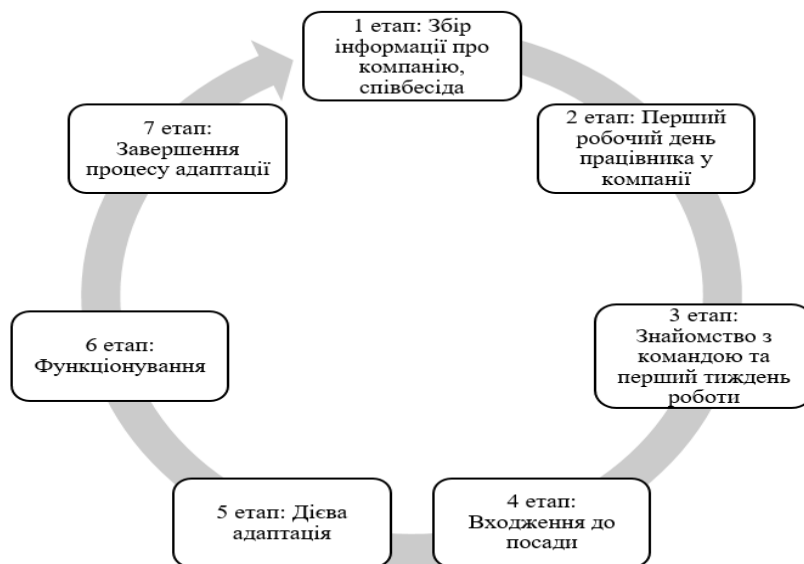 1 етап: Збір
інформації про
компанію,
співбесіда
2 етап: Перший
робочий день
працівника у
компанії
3 етап:
Знайомство з
командою та
перший тиждень
роботи
4 етап:
Входження до
посади
5 етап: Дієва
адаптація
6 етап:
Функціонування
7 етап:
Завершення
процесу адаптації